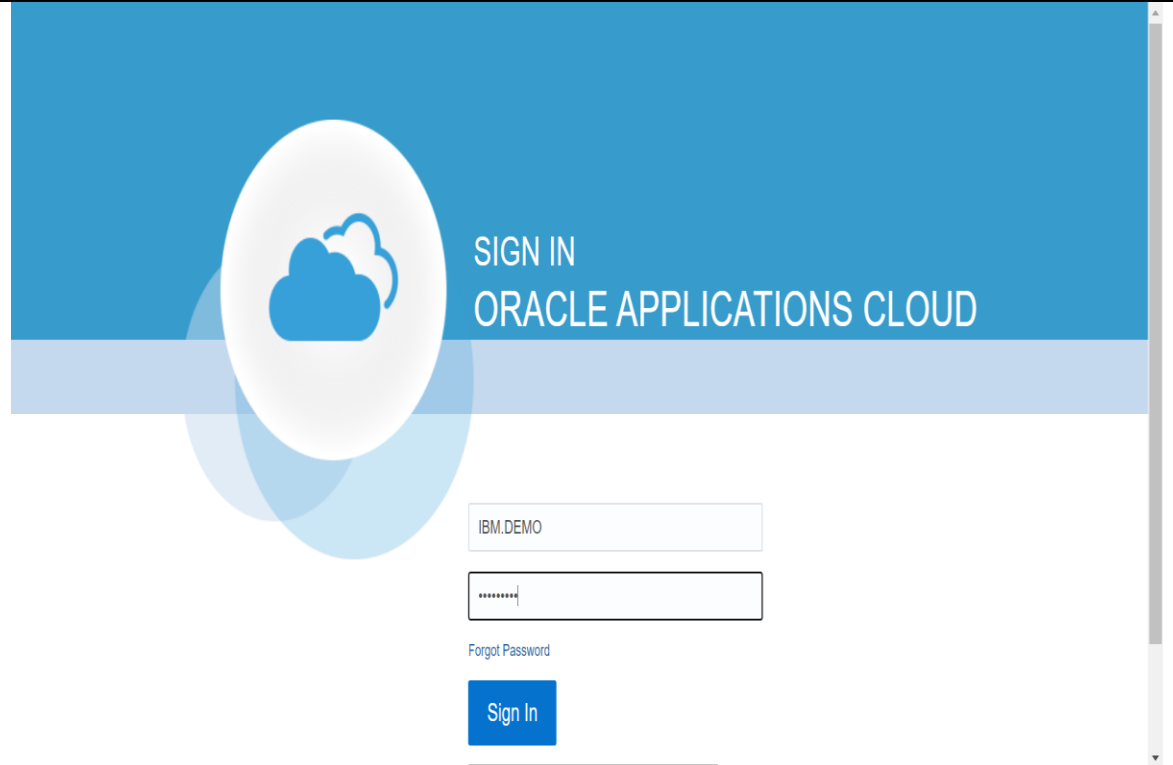 SIGN IN
ORACLE APPLICATIONS CLOUD
IBM.DEMO
•••••••••
Forgot Password
Sign In